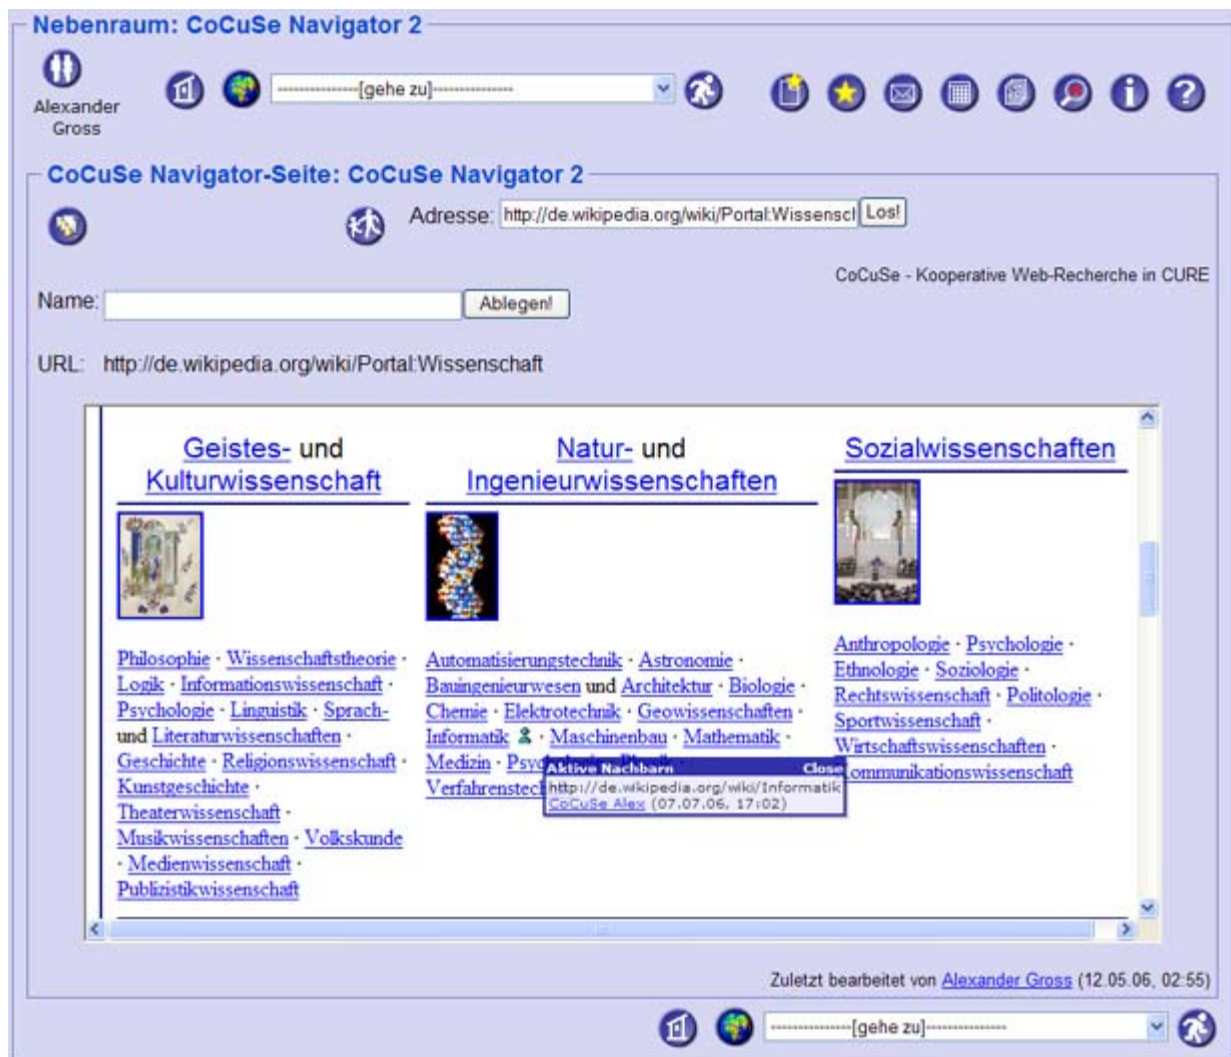 Nebenraum: CoCuSe Navigator 2
Alexander
Gross
----------------[gehe zu]----------------
CoCuSe Navigator-Seite: CoCuSe Navigator 2
Adresse: http://de.wikipedia.org/wiki/Portal:Wissenscl Los!
CoCuSe - Kooperative Web-Recherche in CURE
Name: Ablegen!
URL: http://de.wikipedia.org/wiki/Portal:Wissenschaft
Geistes- und
Kulturwissenschaft
Philosophie · Wissenschaftstheorie ·
Logik · Informationswissenschaft ·
Psychologie · Linguistik · Sprach-
und Literaturwissenschaften ·
Geschichte · Religionswissenschaft ·
Kunstgeschichte ·
Theaterwissenschaft ·
Musikwissenschaften · Volkskunde
· Medienwissenschaft ·
Publizistikwissenschaft
Natur- und
Ingenieurwissenschaften
Automatisierungstechnik · Astronomie ·
Bauingenieurwesen und Architektur · Biologie ·
Chemie · Elektrotechnik · Geowissenschaften ·
Informatik · Maschinenbau · Mathematik ·
Medizin ·
Aktive Nachbarn Close
http://de.wikipedia.org/wiki/Informatik
CoCuSe Alex (07.07.06, 17:02)
Sozialwissenschaften
Anthropologie · Psychologie ·
Ethnologie · Soziologie ·
Rechtswissenschaft · Politologie ·
Sportwissenschaft ·
Wirtschaftswissenschaften ·
Kommunikationswissenschaft
Zuletzt bearbeitet von Alexander Gross (12.05.06, 02:55)
----------------[gehe zu]----------------